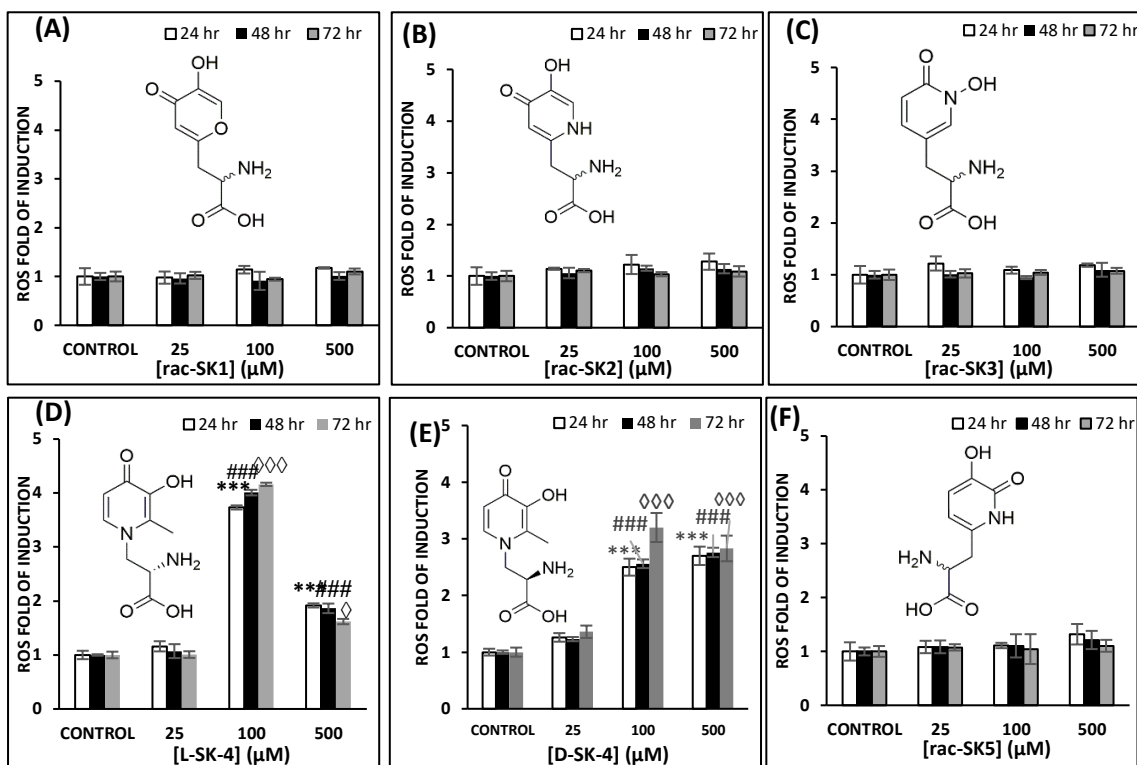 (A)
24 hr 48 hr 72 hr
ROS FOLD OF INDUCTION
5
4
3
2
1
0
HO
O
O
NH2
O
OH
CONTROL 25 100 500
[rac-SK1] (μM)
(B)
24 hr 48 hr 72 hr
ROS FOLD OF INDUCTION
5
4
3
2
1
0
OH
O
NH
NH2
O
OH
CONTROL 25 100 500
[rac-SK2] (μM)
(C)
24 hr 48 hr 72 hr
ROS FOLD OF INDUCTION
5
4
3
2
1
0
O
OH
N
NH2
O
OH
CONTROL 25 100 500
[rac-SK3] (μM)
(D)
24 hr 48 hr 72 hr
ROS FOLD OF INDUCTION
5
4
3
2
1
0
O
OH
N
NH2
O
OH
◊◊◊
###
***
***
###
◊
CONTROL 25 100 500
[L-SK-4] (μM)
(E)
24 hr 48 hr 72 hr
ROS FOLD OF INDUCTION
5
4
3
2
1
0
O
OH
N
NH2
O
OH
◊◊◊
###
***
◊◊◊
###
***
CONTROL 25 100 500
[D-SK-4] (μM)
(F)
24 hr 48 hr 72 hr
ROS FOLD OF INDUCTION
5
4
3
2
1
0
HO
O
NH
H2N
HO
O
CONTROL 25 100 500
[rac-SK5] (μM)